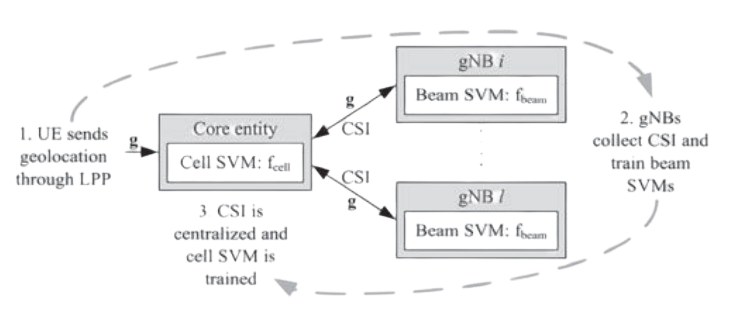 1. UE sends
geolocation
through LPP
g
Core entity
Cell SVM: fcell
g
CSI
CSI
g
gNB i
Beam SVM: fbeam
gNB l
Beam SVM: fbeam
2. gNBs
collect CSI and
train beam
SVMs
3 CSI is
centralized and
cell SVM is
trained